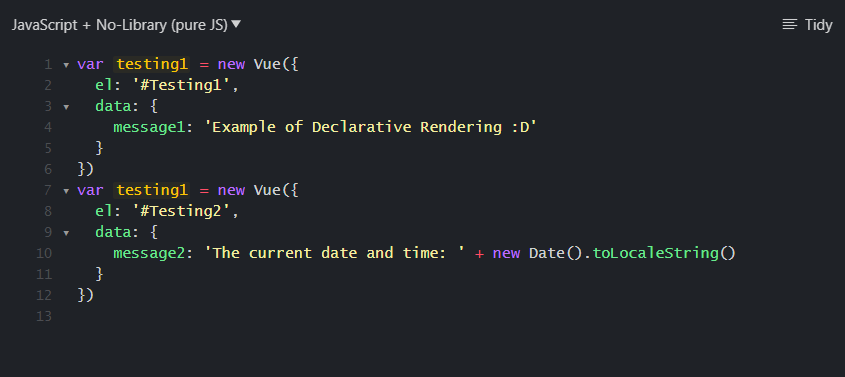 JavaScript + No-Library (pure JS) ▼ Tidy
1 ▾ var testing1 = new Vue({
2   el: '#Testing1',
3 ▾   data: {
4     message1: 'Example of Declarative Rendering :D'
5   }
6 })
7 ▾ var testing1 = new Vue({
8   el: '#Testing2',
9 ▾   data: {
10     message2: 'The current date and time: ' + new Date().toLocaleString()
11   }
12 })
13